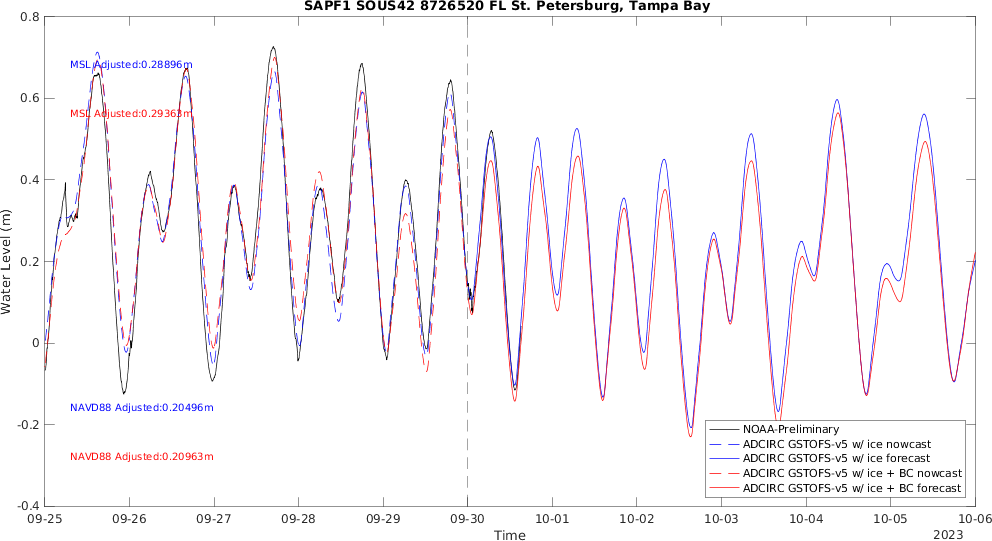 SAPF1 SOUS42 8726520 FL St. Petersburg, Tampa Bay
0.8
0.6
0.4
0.2
0
-0.2
-0.4
Water Level (m)
MSL Adjusted:0.28896m
MSL Adjusted:0.29363m
NAVD88 Adjusted:0.20496m
NAVD88 Adjusted:0.20963m
NOAA-Preliminary
ADCIRC GSTOFS-v5 w/ ice nowcast
ADCIRC GSTOFS-v5 w/ ice forecast
ADCIRC GSTOFS-v5 w/ ice + BC nowcast
ADCIRC GSTOFS-v5 w/ ice + BC forecast
09-25 09-26 09-27 09-28 09-29 09-30 10-01 10-02 10-03 10-04 10-05 10-06
Time
2023